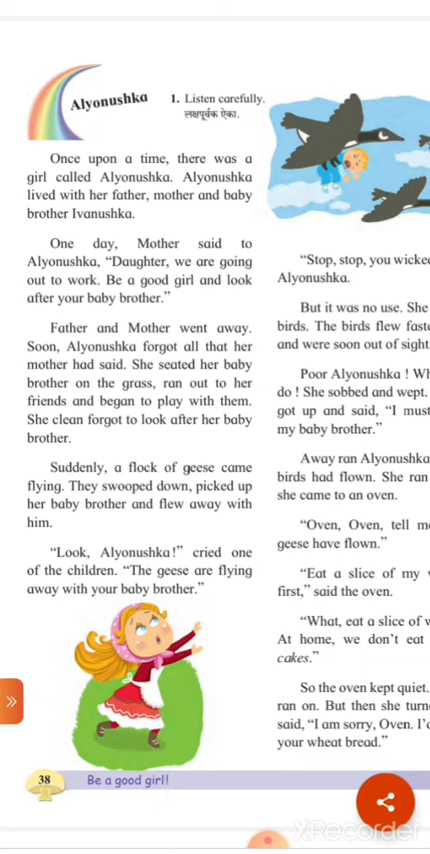 Alyonushka
1. Listen carefully.
लक्षपूर्वक ऐका.
Once upon a time, there was a
girl called Alyonushka. Alyonushka
lived with her father, mother and baby
brother Ivanushka.
One day, Mother said to
Alyonushka, “Daughter, we are going
out to work. Be a good girl and look
after your baby brother.”
Father and Mother went away.
Soon, Alyonushka forgot all that her
mother had said. She seated her baby
brother on the grass, ran out to her
friends and began to play with them.
She clean forgot to look after her baby
brother.
Suddenly, a flock of geese came
flying. They swooped down, picked up
her baby brother and flew away with
him.
“Look, Alyonushka!” cried one
of the children. “The geese are flying
away with your baby brother.”
“Stop, stop, you
Alyonushka.
But it was no use. She
birds. The birds flew
and were soon out of sight
Poor Alyonushka !
do ! She sobbed and wept.
got up and said, “I must
my baby brother.”
Away ran Alyonushka
birds had flown. She ran
she came to an oven.
“Oven, Oven, tell
geese have flown.”
“Eat a slice of my
first,” said the oven.
“What, eat a slice of
At home, we don’t eat
cakes.”
So the oven kept quiet.
ran on. But then she
said, “I am sorry, Oven.
your wheat bread.”
38
Be a good girl!
XRecorder